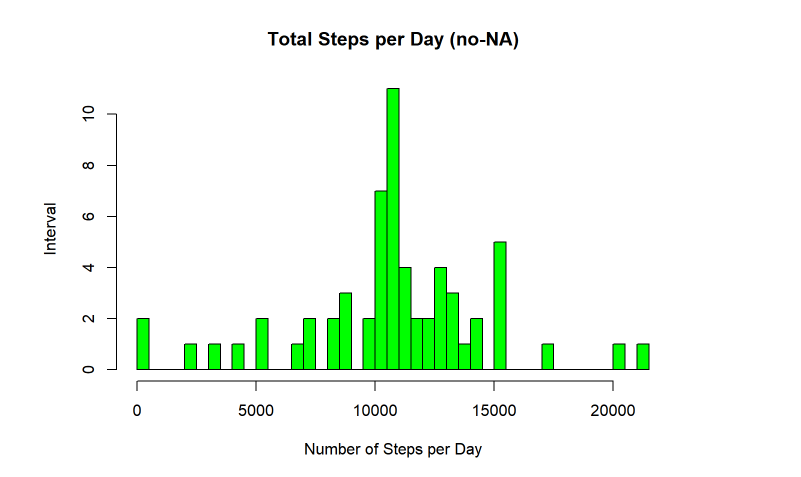 Total Steps per Day (no-NA)
Interval
10
8
6
4
2
0
0 5000 10000 15000 20000
Number of Steps per Day